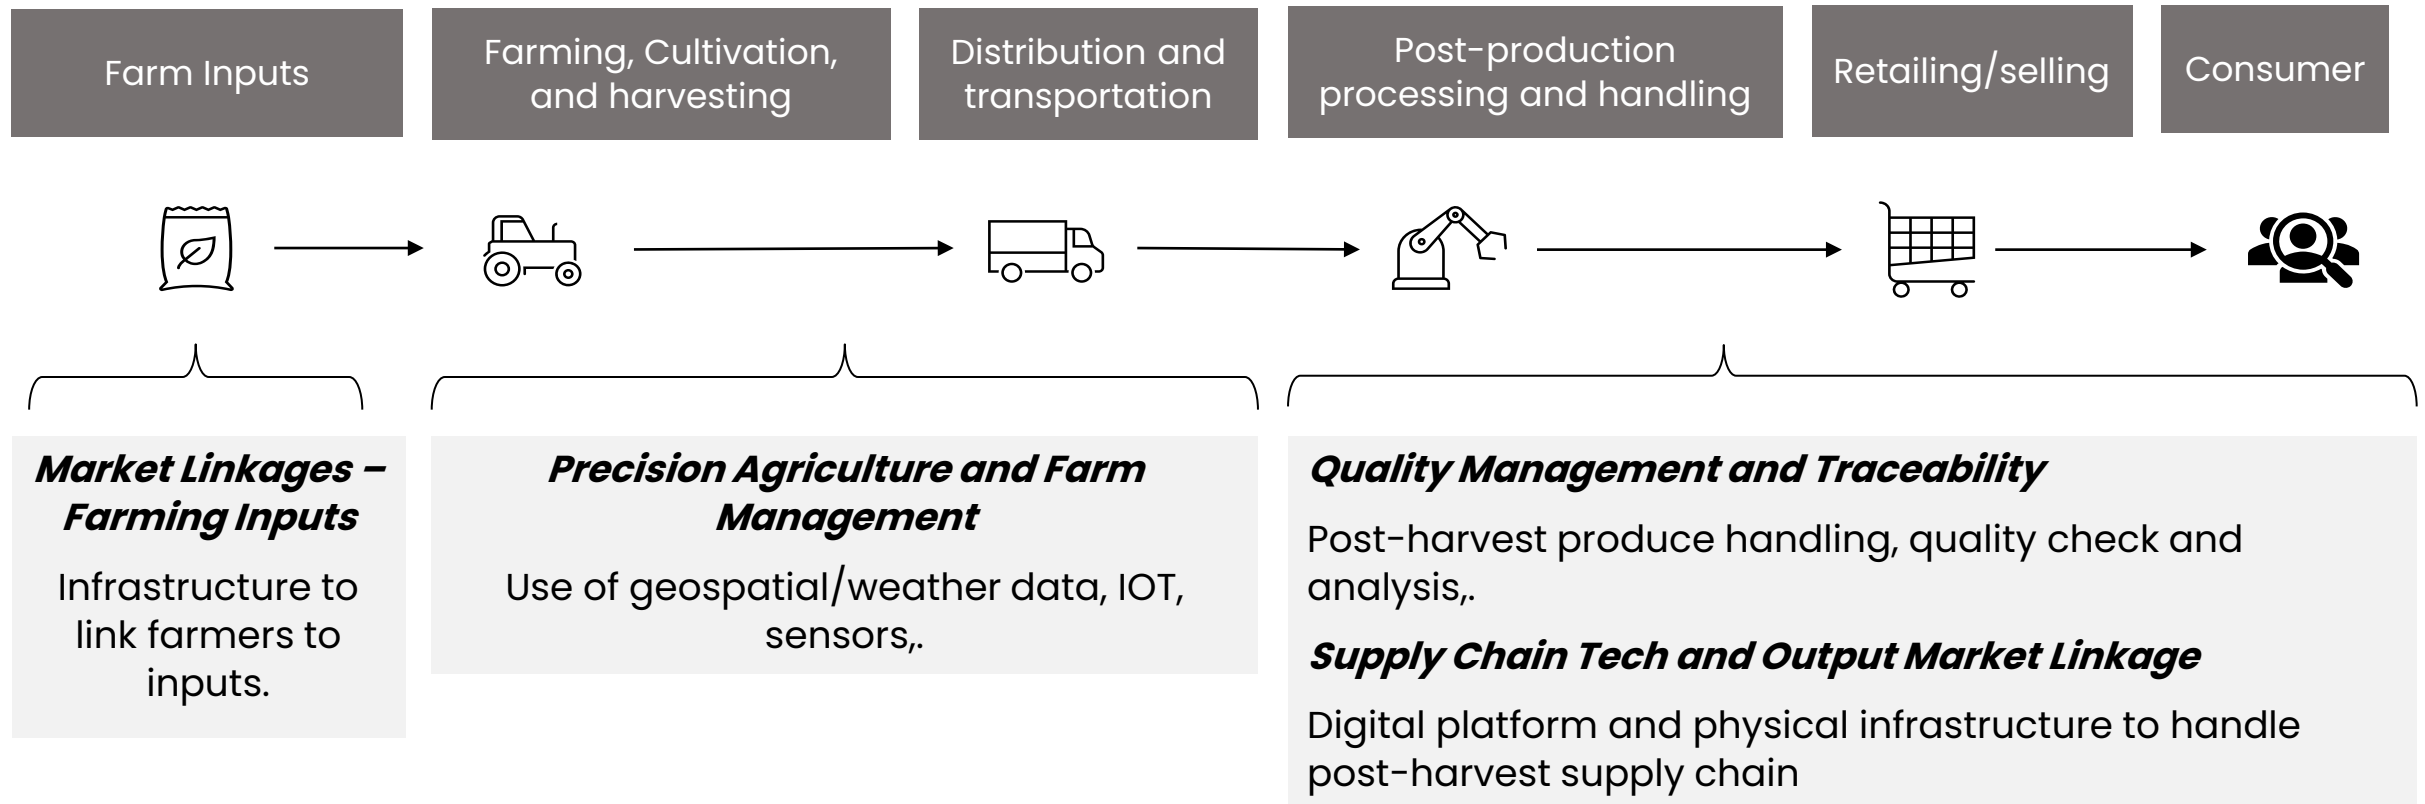 Farm Inputs
Farming, Cultivation,
and harvesting
Distribution and
transportation
Post-production
processing and handling
Retailing/selling
Consumer
Market Linkages –
Farming Inputs
Infrastructure to
link farmers to
inputs.
Precision Agriculture and Farm
Management
Use of geospatial/weather data, IOT,
sensors,.
Quality Management and Traceability
Post-harvest produce handling, quality check and
analysis,.
Supply Chain Tech and Output Market Linkage
Digital platform and physical infrastructure to handle
post-harvest supply chain